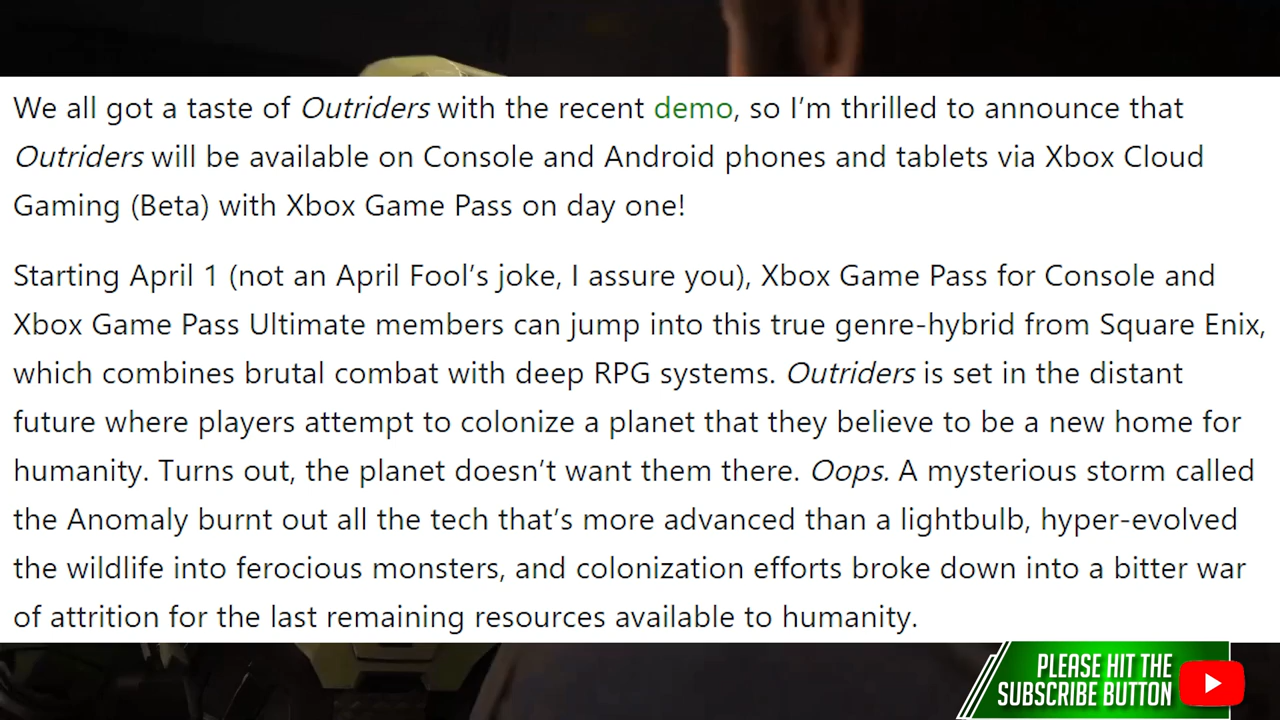 We all got a taste of Outriders with the recent demo, so I’m thrilled to announce that
Outriders will be available on Console and Android phones and tablets via Xbox Cloud
Gaming (Beta) with Xbox Game Pass on day one!
Starting April 1 (not an April Fool’s joke, I assure you), Xbox Game Pass for Console and
Xbox Game Pass Ultimate members can jump into this true genre-hybrid from Square Enix,
which combines brutal combat with deep RPG systems. Outriders is set in the distant
future where players attempt to colonize a planet that they believe to be a new home for
humanity. Turns out, the planet doesn’t want them there. Oops. A mysterious storm called
the Anomaly burnt out all the tech that’s more advanced than a lightbulb, hyper-evolved
the wildlife into ferocious monsters, and colonization efforts broke down into a bitter war
of attrition for the last remaining resources available to humanity.
PLEASE HIT THE
SUBSCRIBE BUTTON